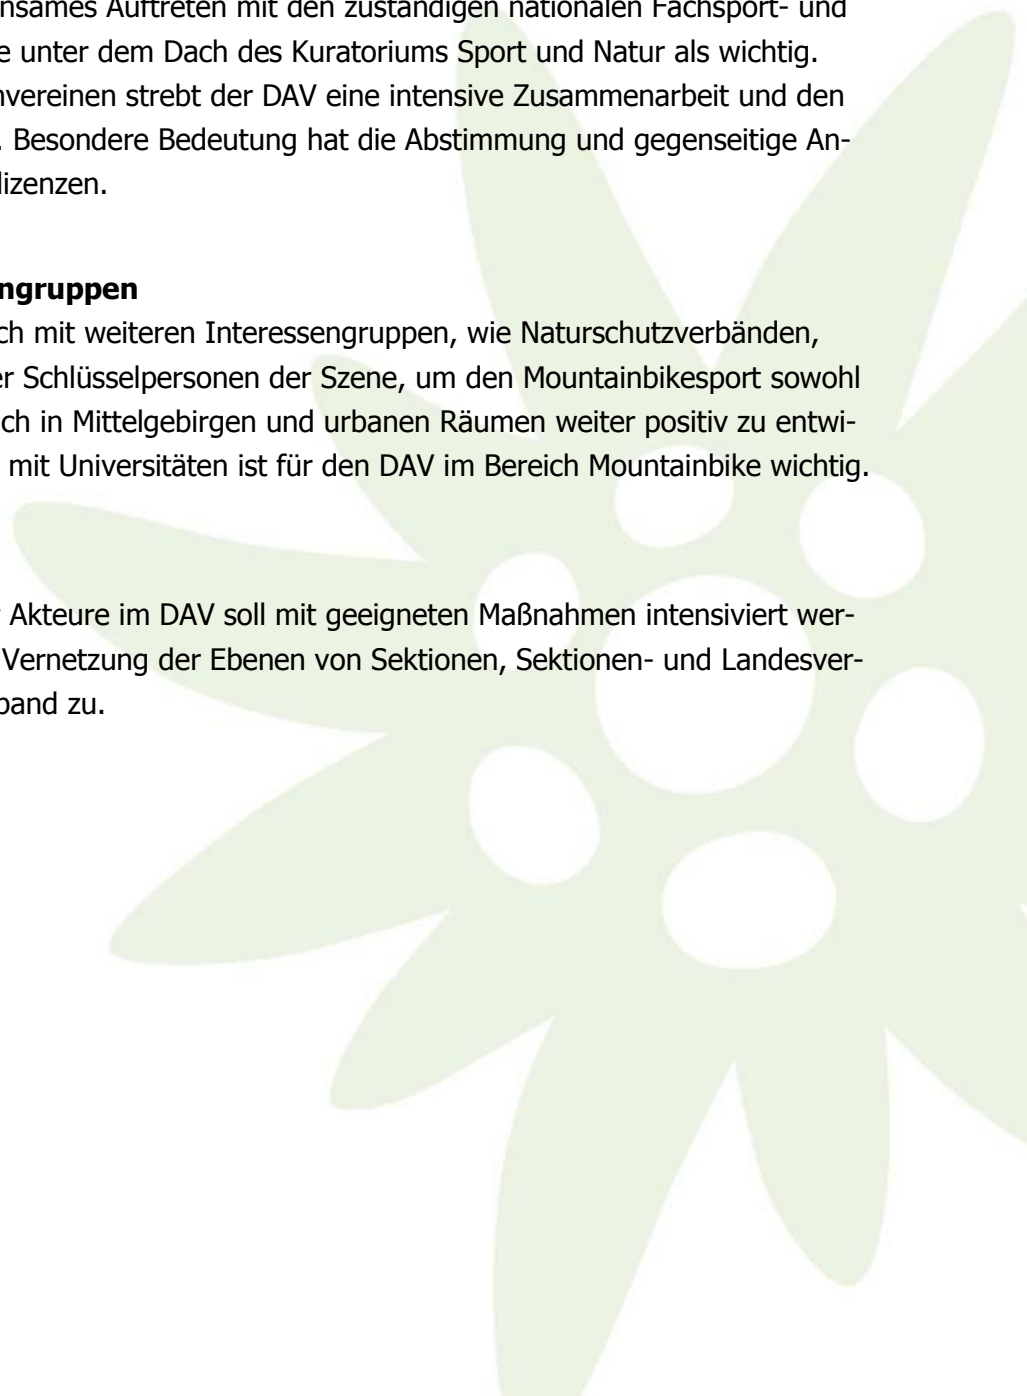 nsames Auftreten mit den zuständigen nationalen Fachsport- und
e unter dem Dach des Kuratoriums Sport und Natur als wichtig.
nvereinen strebt der DAV eine intensive Zusammenarbeit und den
. Besondere Bedeutung hat die Abstimmung und gegenseitige An-
lizenzen.
ngruppen
ch mit weiteren Interessengruppen, wie Naturschutzverbänden,
er Schlüsselpersonen der Szene, um den Mountainbikesport sowohl
ch in Mittelgebirgen und urbanen Räumen weiter positiv zu entwi-
mit Universitäten ist für den DAV im Bereich Mountainbike wichtig.
r Akteure im DAV soll mit geeigneten Maßnahmen intensiviert wer-
Vernetzung der Ebenen von Sektionen, Sektionen- und Landesver-
band zu.